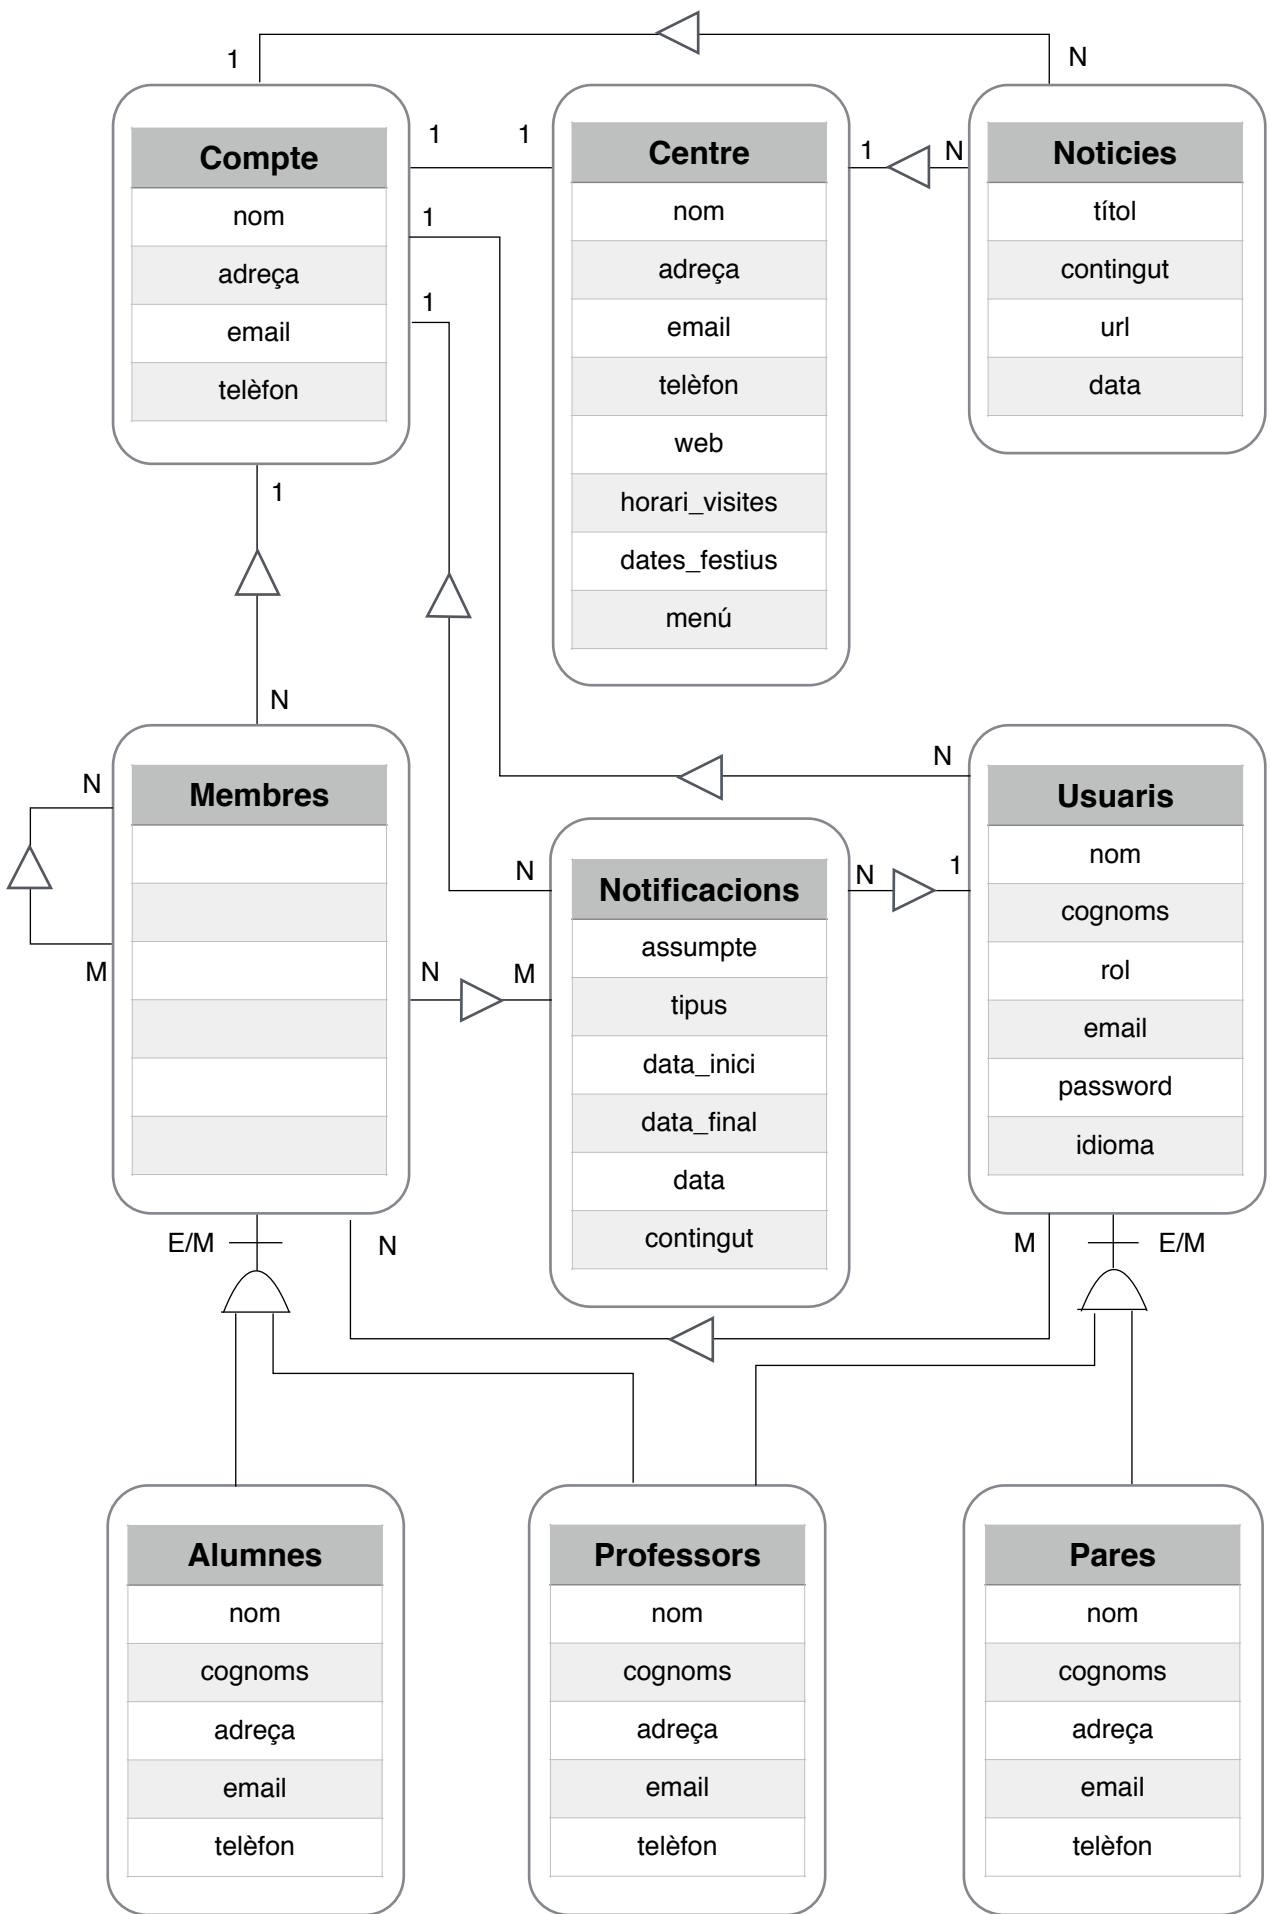 1
N
Compte
nom
adreça
email
telèfon
1
1
1
1
Centre
nom
adreça
email
telèfon
web
horari_visites
dates_festius
menú
1
N
Noticies
títol
contingut
url
data
1
N
N
M
Membres
N
N
M
Notificacions
assumpte
tipus
data_inici
data_final
data
contingut
N
N
1
Usuaris
nom
cognoms
rol
email
password
idioma
E/M
N
M
E/M
Alumnes
nom
cognoms
adreça
email
telèfon
Professors
nom
cognoms
adreça
email
telèfon
Pares
nom
cognoms
adreça
email
telèfon